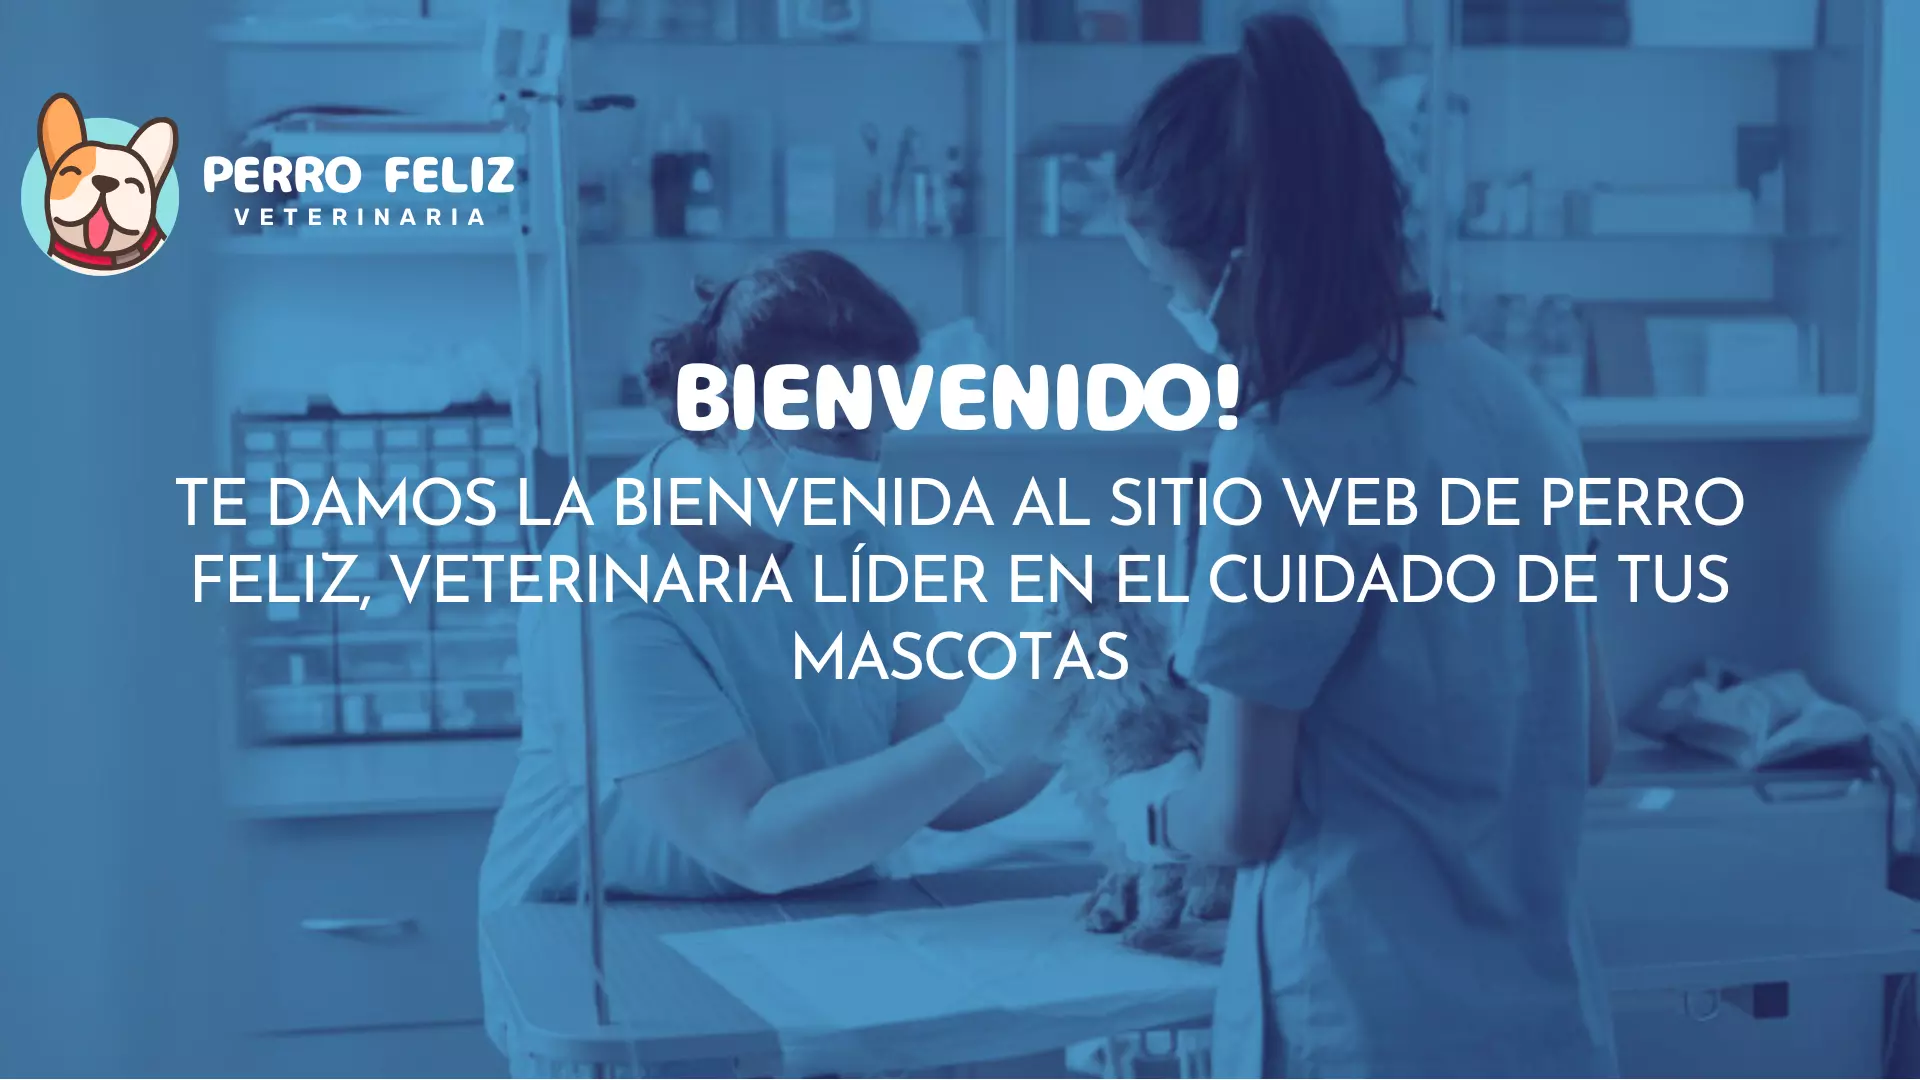 PERRO FELIZ
VETERINARIA
BIENVENIDO!
TE DAMOS LA BIENVENIDA AL SITIO WEB DE PERRO
FELIZ, VETERINARIA LÍDER EN EL CUIDADO DE TUS
MASCOTAS